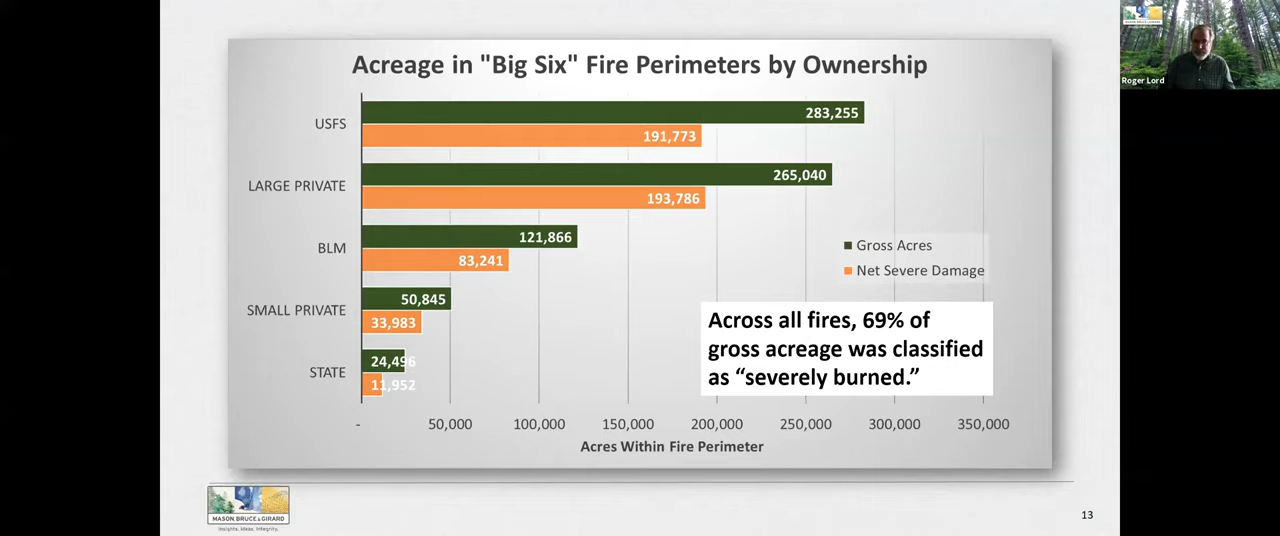 Acreage in "Big Six" Fire Perimeters by Ownership
USFS
283,255
191,773
LARGE PRIVATE
265,040
193,786
BLM
121,866
83,241
SMALL PRIVATE
50,845
33,983
STATE
24,496
11,952
Gross Acres
Net Severe Damage
Across all fires, 69% of
gross acreage was classified
as “severely burned.”
- 50,000 100,000 150,000 200,000 250,000 300,000 350,000
Acres Within Fire Perimeter
MASON, BRUCE & GIRARD
Insights. Ideas. Integrity.
13
MASON, BRUCE & GIRARD
Roger Lord